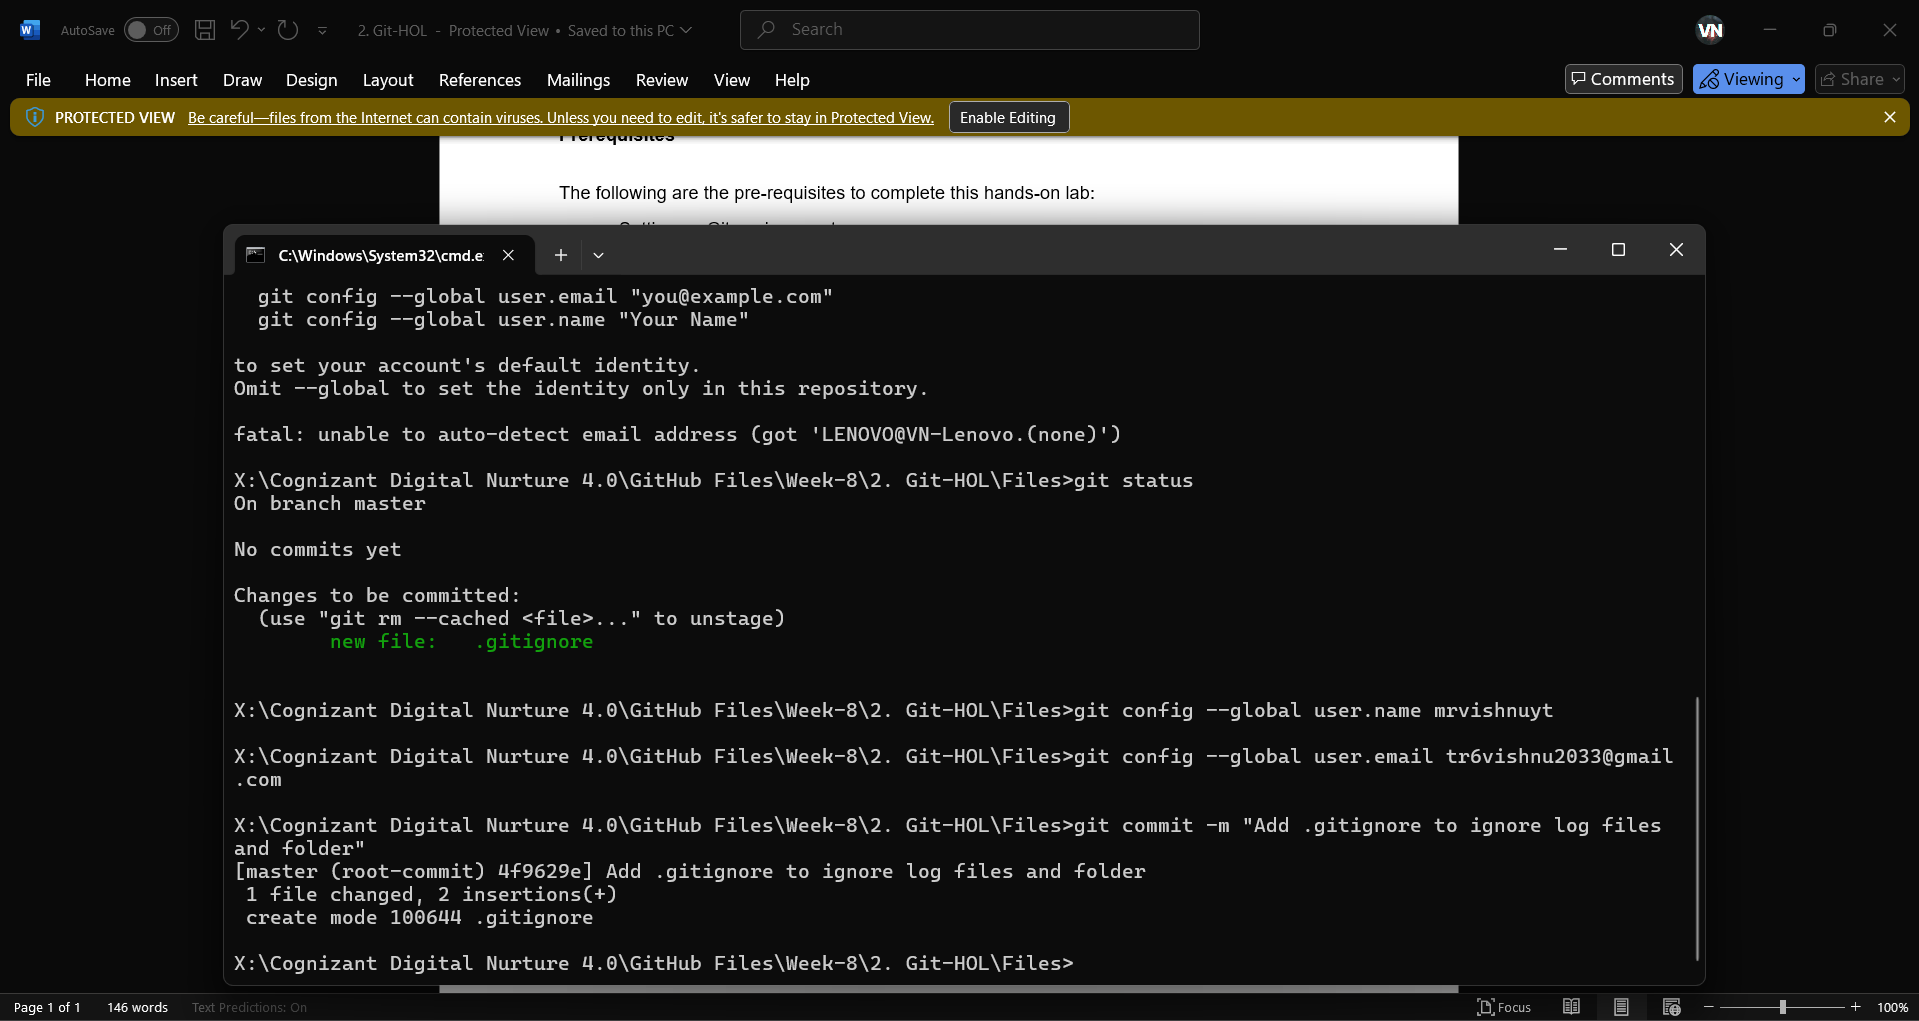 AutoSave Off 2. Git-HOL - Protected View • Saved to this PC Search VN
File Home Insert Draw Design Layout References Mailings Review View Help Comments Viewing Share
PROTECTED VIEW Be careful—files from the Internet can contain viruses. Unless you need to edit, it's safer to stay in Protected View. Enable Editing
Prerequisites
The following are the pre-requisites to complete this hands-on lab:
C:\Windows\System32\cmd.e
git config --global user.email "you@example.com"
git config --global user.name "Your Name"
to set your account's default identity.
Omit --global to set the identity only in this repository.
fatal: unable to auto-detect email address (got 'LENOVO@VN-Lenovo.(none)')
X:\Cognizant Digital Nurture 4.0\GitHub Files\Week-8\2. Git-HOL\Files>git status
On branch master
No commits yet
Changes to be committed:
(use "git rm --cached <file>..." to unstage)
new file: .gitignore
X:\Cognizant Digital Nurture 4.0\GitHub Files\Week-8\2. Git-HOL\Files>git config --global user.name mrvishnuyt
X:\Cognizant Digital Nurture 4.0\GitHub Files\Week-8\2. Git-HOL\Files>git config --global user.email tr6vishnu2033@gmail
.com
X:\Cognizant Digital Nurture 4.0\GitHub Files\Week-8\2. Git-HOL\Files>git commit -m "Add .gitignore to ignore log files
and folder"
[master (root-commit) 4f9629e] Add .gitignore to ignore log files and folder
1 file changed, 2 insertions(+)
create mode 100644 .gitignore
X:\Cognizant Digital Nurture 4.0\GitHub Files\Week-8\2. Git-HOL\Files>
Page 1 of 1 146 words Text Predictions: On Focus 100%